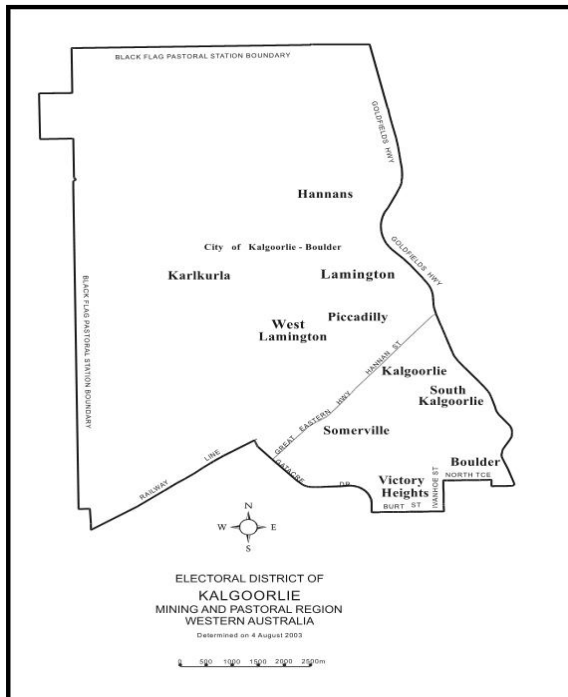 BLACK FLAG PASTORAL STATION BOUNDARY
GOLDFIELDS HWY
Hannans
City of Kalgoorlie - Boulder
GOLDFIELDS HWY
Karlkurla
Lamington
BLACK FLAG PASTORAL STATION BOUNDARY
West
Lamington
Piccadilly
HANNAN ST
GREAT EASTERN HWY
Kalgoorlie
South
Kalgoorlie
Somerville
RAILWAY LINE
GATACRE DR
Boulder
NORTH TCE
Victory
Heights
IVANHOE ST
BURT ST
N
W E
S
ELECTORAL DISTRICT OF
KALGOORLIE
MINING AND PASTORAL REGION
WESTERN AUSTRALIA
Determined on 4 August 2003
0 500 1000 1500 2000 2500m